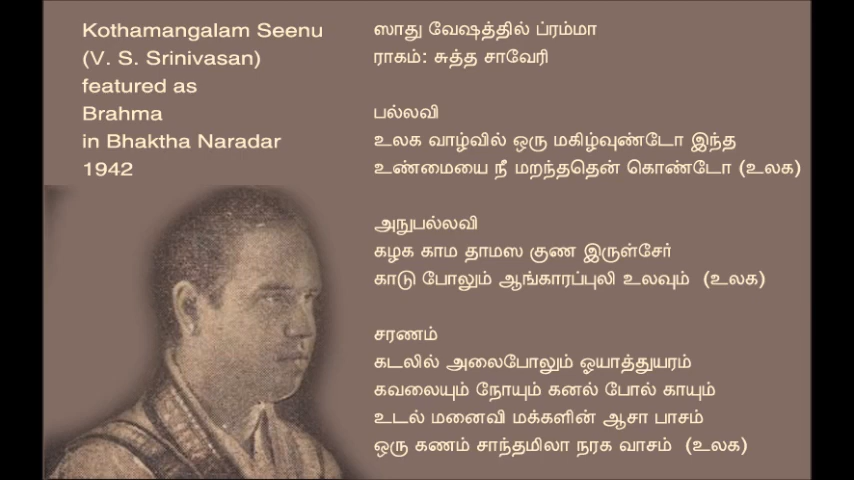 Kothamangalam Seenu
(V. S. Srinivasan)
featured as
Brahma
in Bhaktha Naradar
1942
ஸாது வேஷத்தில் ப்ரம்மா
ராகம்: சுத்த சாவேரி
பல்லவி
உலக வாழ்வில் ஒரு மகிழ்வுண்டோ இந்த
உண்மையை நீ மறந்ததென் கொண்டோ (உலக)
அநுபல்லவி
கழக காம தாமஸ குண இருள்சேர்
காடு போலும் ஆங்காரப்புலி உலவும் (உலக)
சரணம்
கடலில் அலைபோலும் ஓயாத்துயரம்
கவலையும் நோயும் கனல் போல் காயும்
உடல் மனைவி மக்களின் ஆசா பாசம்
ஒரு கணம் சாந்தமிலா நரக வாசம் (உலக)